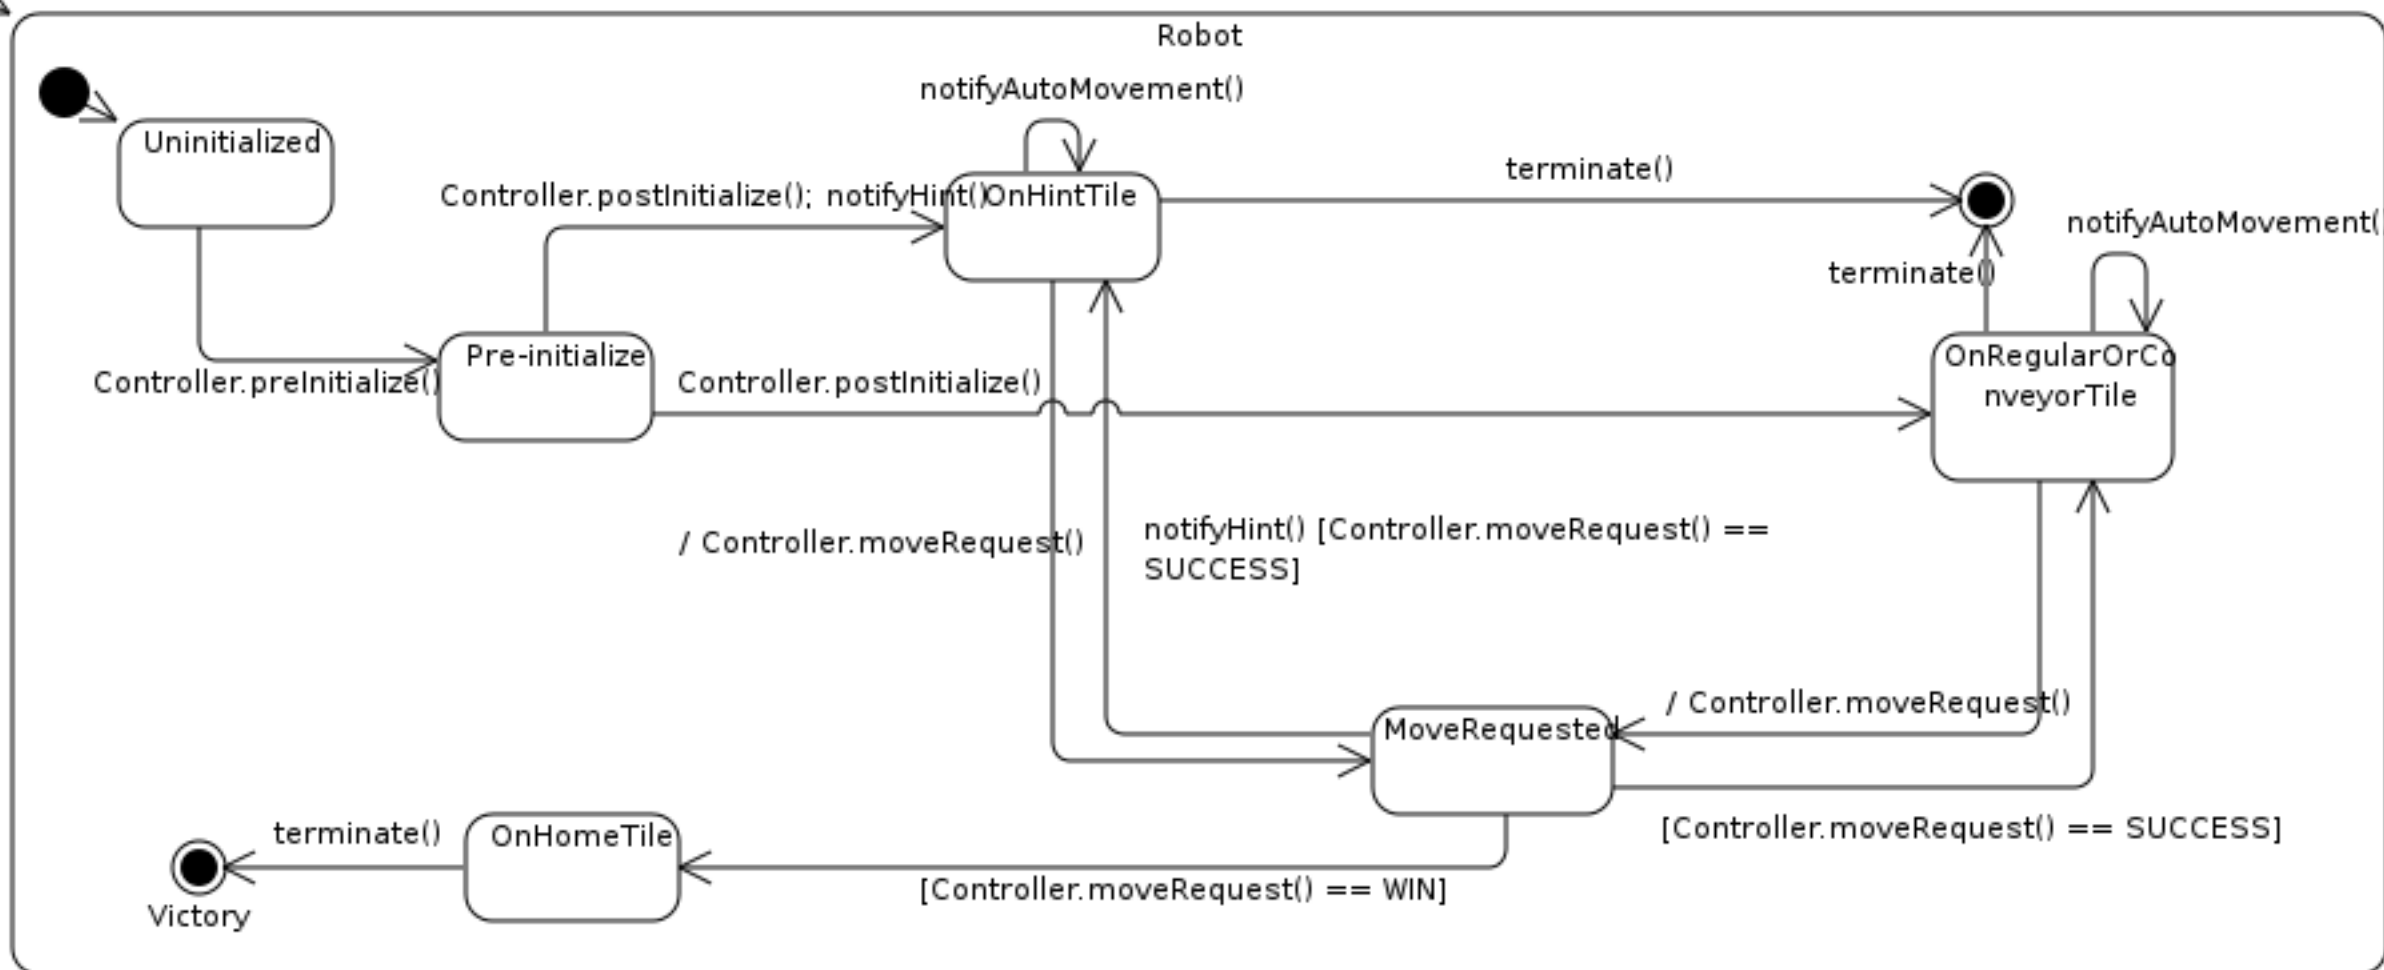 Robot
notifyAutoMovement()
Uninitialized
terminate()
Controller.postInitialize(); notifyHint()
OnHintTile
notifyAutoMovement(
terminate()
Pre-initialize
OnRegularOrCo
nveyorTile
Controller.preInitialize()
Controller.postInitialize()
/ Controller.moveRequest()
notifyHint() [Controller.moveRequest() ==
SUCCESS]
/ Controller.moveRequest()
MoveRequested
[Controller.moveRequest() == SUCCESS]
terminate()
OnHomeTile
[Controller.moveRequest() == WIN]
Victory